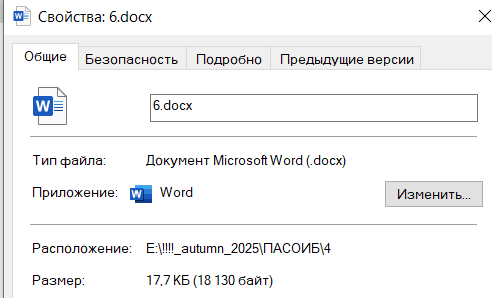 Свойства: 6.docx
Общие Безопасность Подробно Предыдущие версии
6.docx
Тип файла: Документ Microsoft Word (.docx)
Приложение: Word Изменить...
Расположение: E:\!!!!_autumn_2025\ПАСОИБ\4
Размер: 17,7 КБ (18 130 байт)